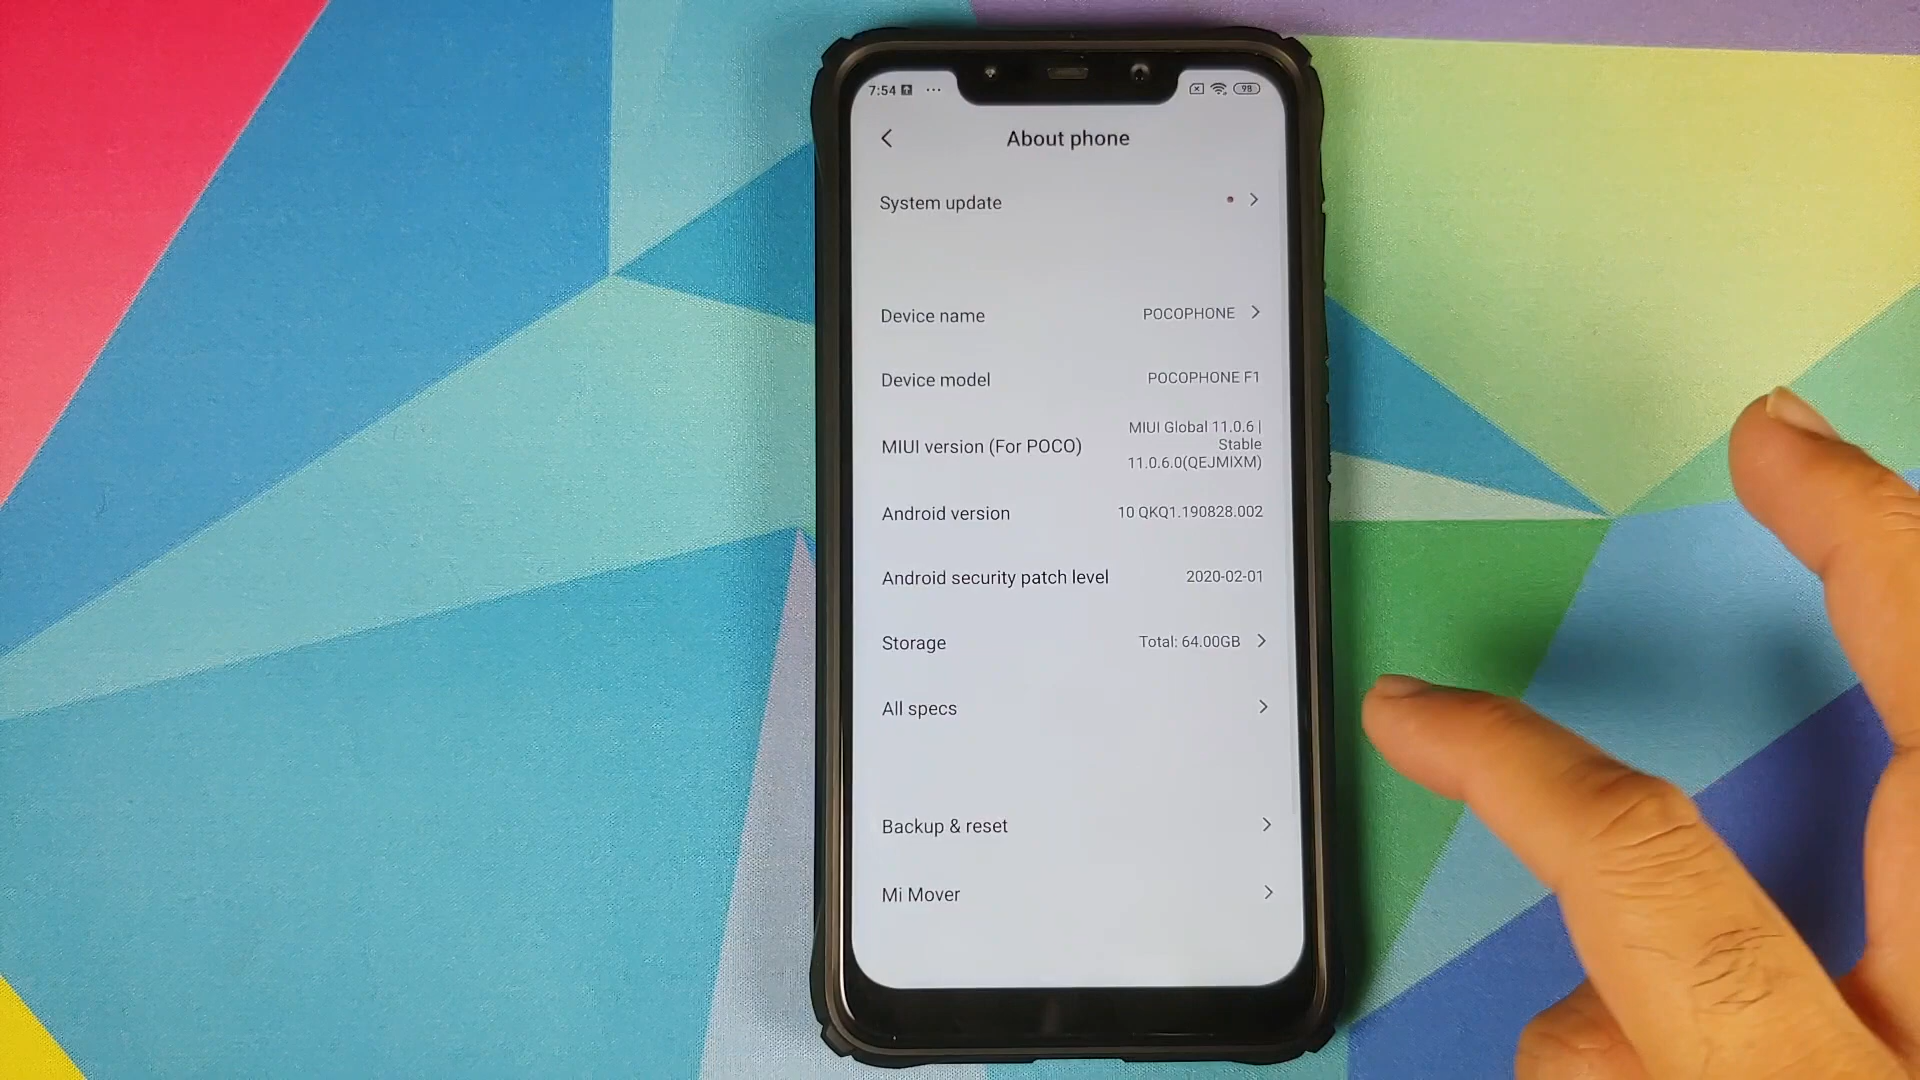 7:54 ... 98
About phone
System update
Device name POCOPHONE
Device model POCOPHONE F1
MIUI version (For POCO) MIUI Global 11.0.6 |
Stable
11.0.6.0(QEJMIXM)
Android version 10 QKQ1.190828.002
Android security patch level 2020-02-01
Storage Total: 64.00GB
All specs
Backup & reset
Mi Mover